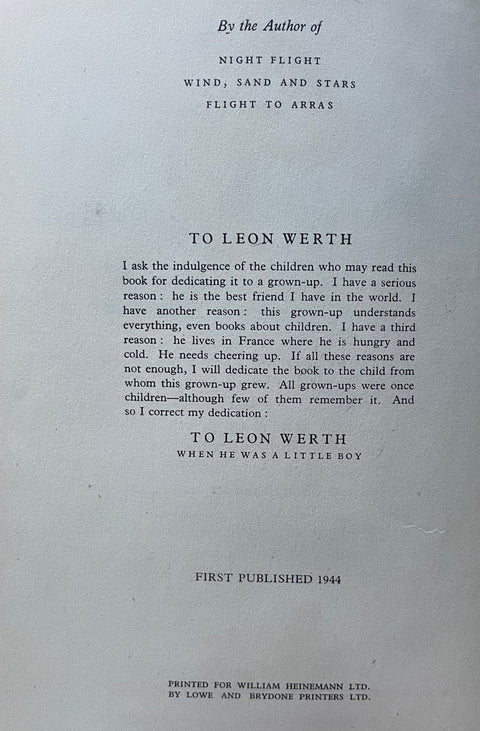 By the Author of
NIGHT FLIGHT
WIND, SAND AND STARS
FLIGHT TO ARRAS
TO LEON WERTH
I ask the indulgence of the children who may read this
book for dedicating it to a grown-up. I have a serious
reason : he is the best friend I have in the world. I
have another reason : this grown-up understands
everything, even books about children. I have a third
reason : he lives in France where he is hungry and
cold. He needs cheering up. If all these reasons are
not enough, I will dedicate the book to the child from
whom this grown-up grew. All grown-ups were once
children—although few of them remember it. And
so I correct my dedication :
TO LEON WERTH
WHEN HE WAS A LITTLE BOY
FIRST PUBLISHED 1944
PRINTED FOR WILLIAM HEINEMANN LTD.
BY LOWE AND BRYDONE PRINTERS LTD.